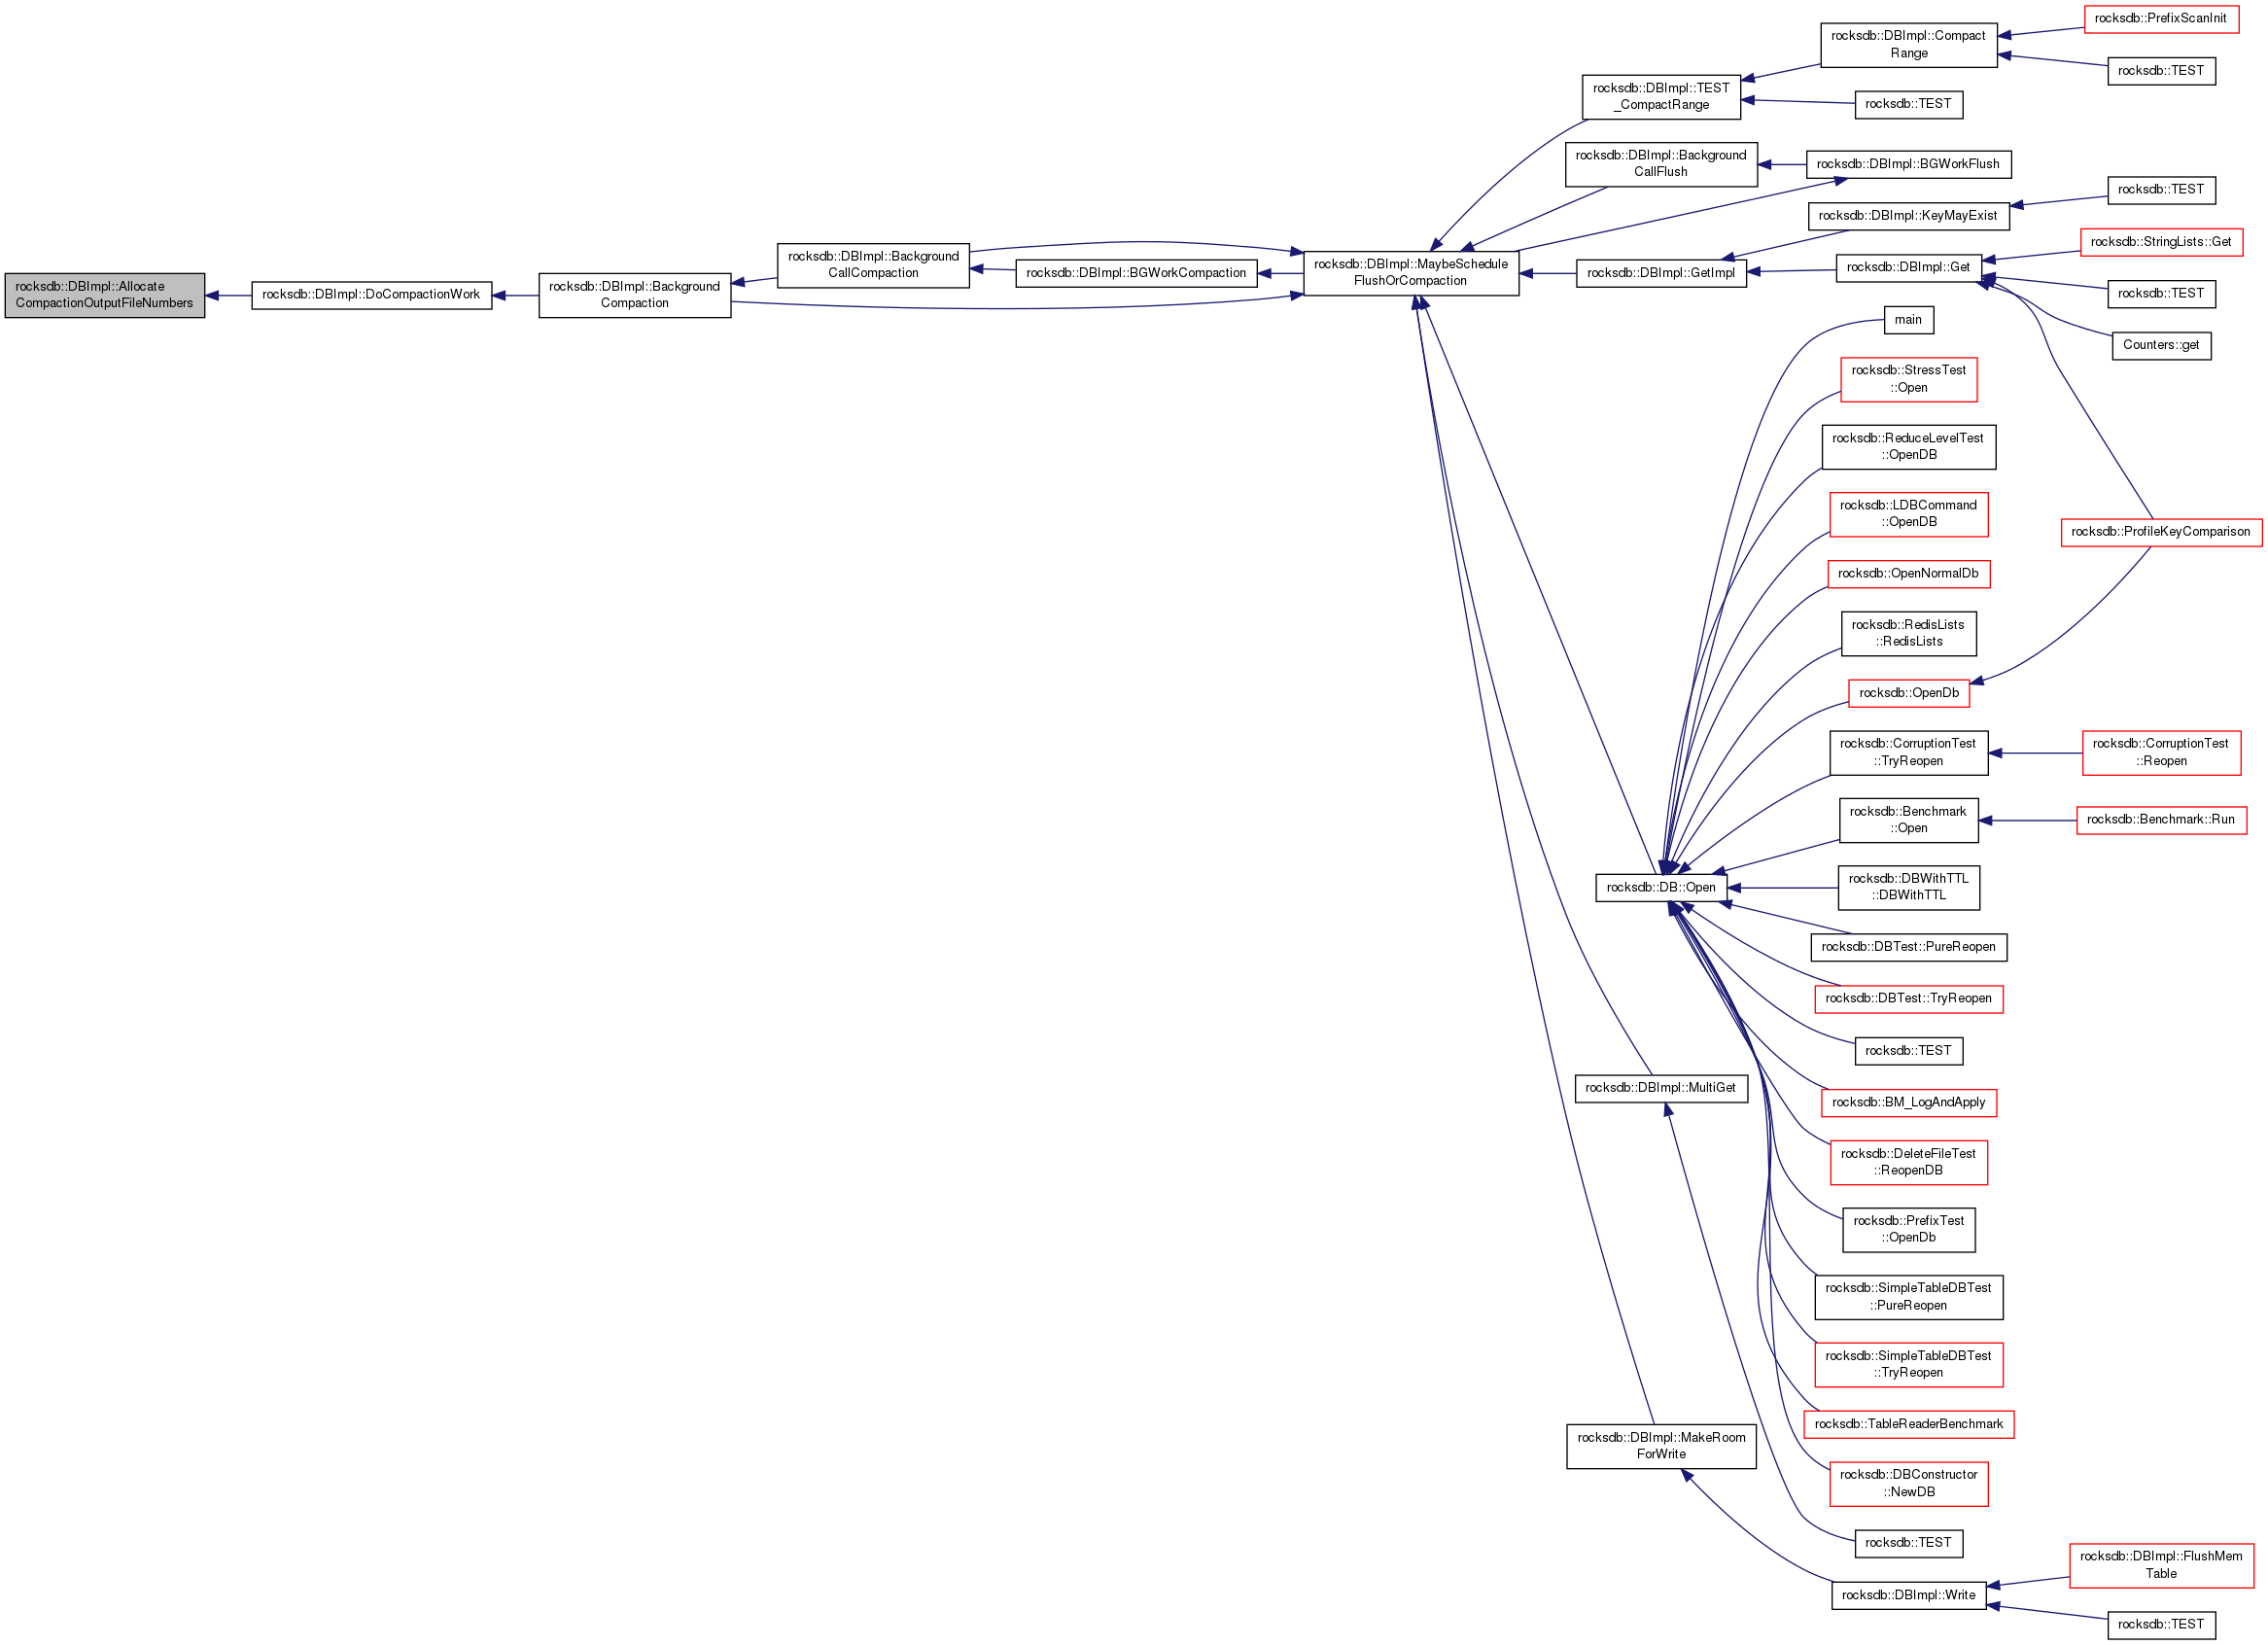 rocksdb::DBImpl::Allocate
CompactionOutputFileNumbers
rocksdb::DBImpl::DoCompactionWork
rocksdb::DBImpl::Background
Compaction
rocksdb::DBImpl::Background
CallCompaction
rocksdb::DBImpl::BGWorkCompaction
rocksdb::DBImpl::MaybeSchedule
FlushOrCompaction
rocksdb::DBImpl::TEST
_CompactRange
rocksdb::DBImpl::Compact
Range
rocksdb::PrefixScanInit
rocksdb::TEST
rocksdb::TEST
rocksdb::DBImpl::Background
CallFlush
rocksdb::DBImpl::BGWorkFlush
rocksdb::DBImpl::GetImpl
rocksdb::DBImpl::KeyMayExist
rocksdb::TEST
rocksdb::DBImpl::Get
rocksdb::StringLists::Get
rocksdb::TEST
Counters::get
rocksdb::ProfileKeyComparison
rocksdb::DB::Open
main
rocksdb::StressTest
::Open
rocksdb::ReduceLevelTest
::OpenDB
rocksdb::LDBCommand
::OpenDB
rocksdb::OpenNormalDb
rocksdb::RedisLists
::RedisLists
rocksdb::OpenDb
rocksdb::CorruptionTest
::TryReopen
rocksdb::CorruptionTest
::Reopen
rocksdb::Benchmark
::Open
rocksdb::Benchmark::Run
rocksdb::DBWithTTL
::DBWithTTL
rocksdb::DBTest::PureReopen
rocksdb::DBTest::TryReopen
rocksdb::TEST
rocksdb::BM_LogAndApply
rocksdb::DeleteFileTest
::ReopenDB
rocksdb::PrefixTest
::OpenDb
rocksdb::SimpleTableDBTest
::PureReopen
rocksdb::SimpleTableDBTest
::TryReopen
rocksdb::TableReaderBenchmark
rocksdb::DBConstructor
::NewDB
rocksdb::DBImpl::MultiGet
rocksdb::TEST
rocksdb::DBImpl::MakeRoom
ForWrite
rocksdb::DBImpl::Write
rocksdb::DBImpl::FlushMem
Table
rocksdb::TEST